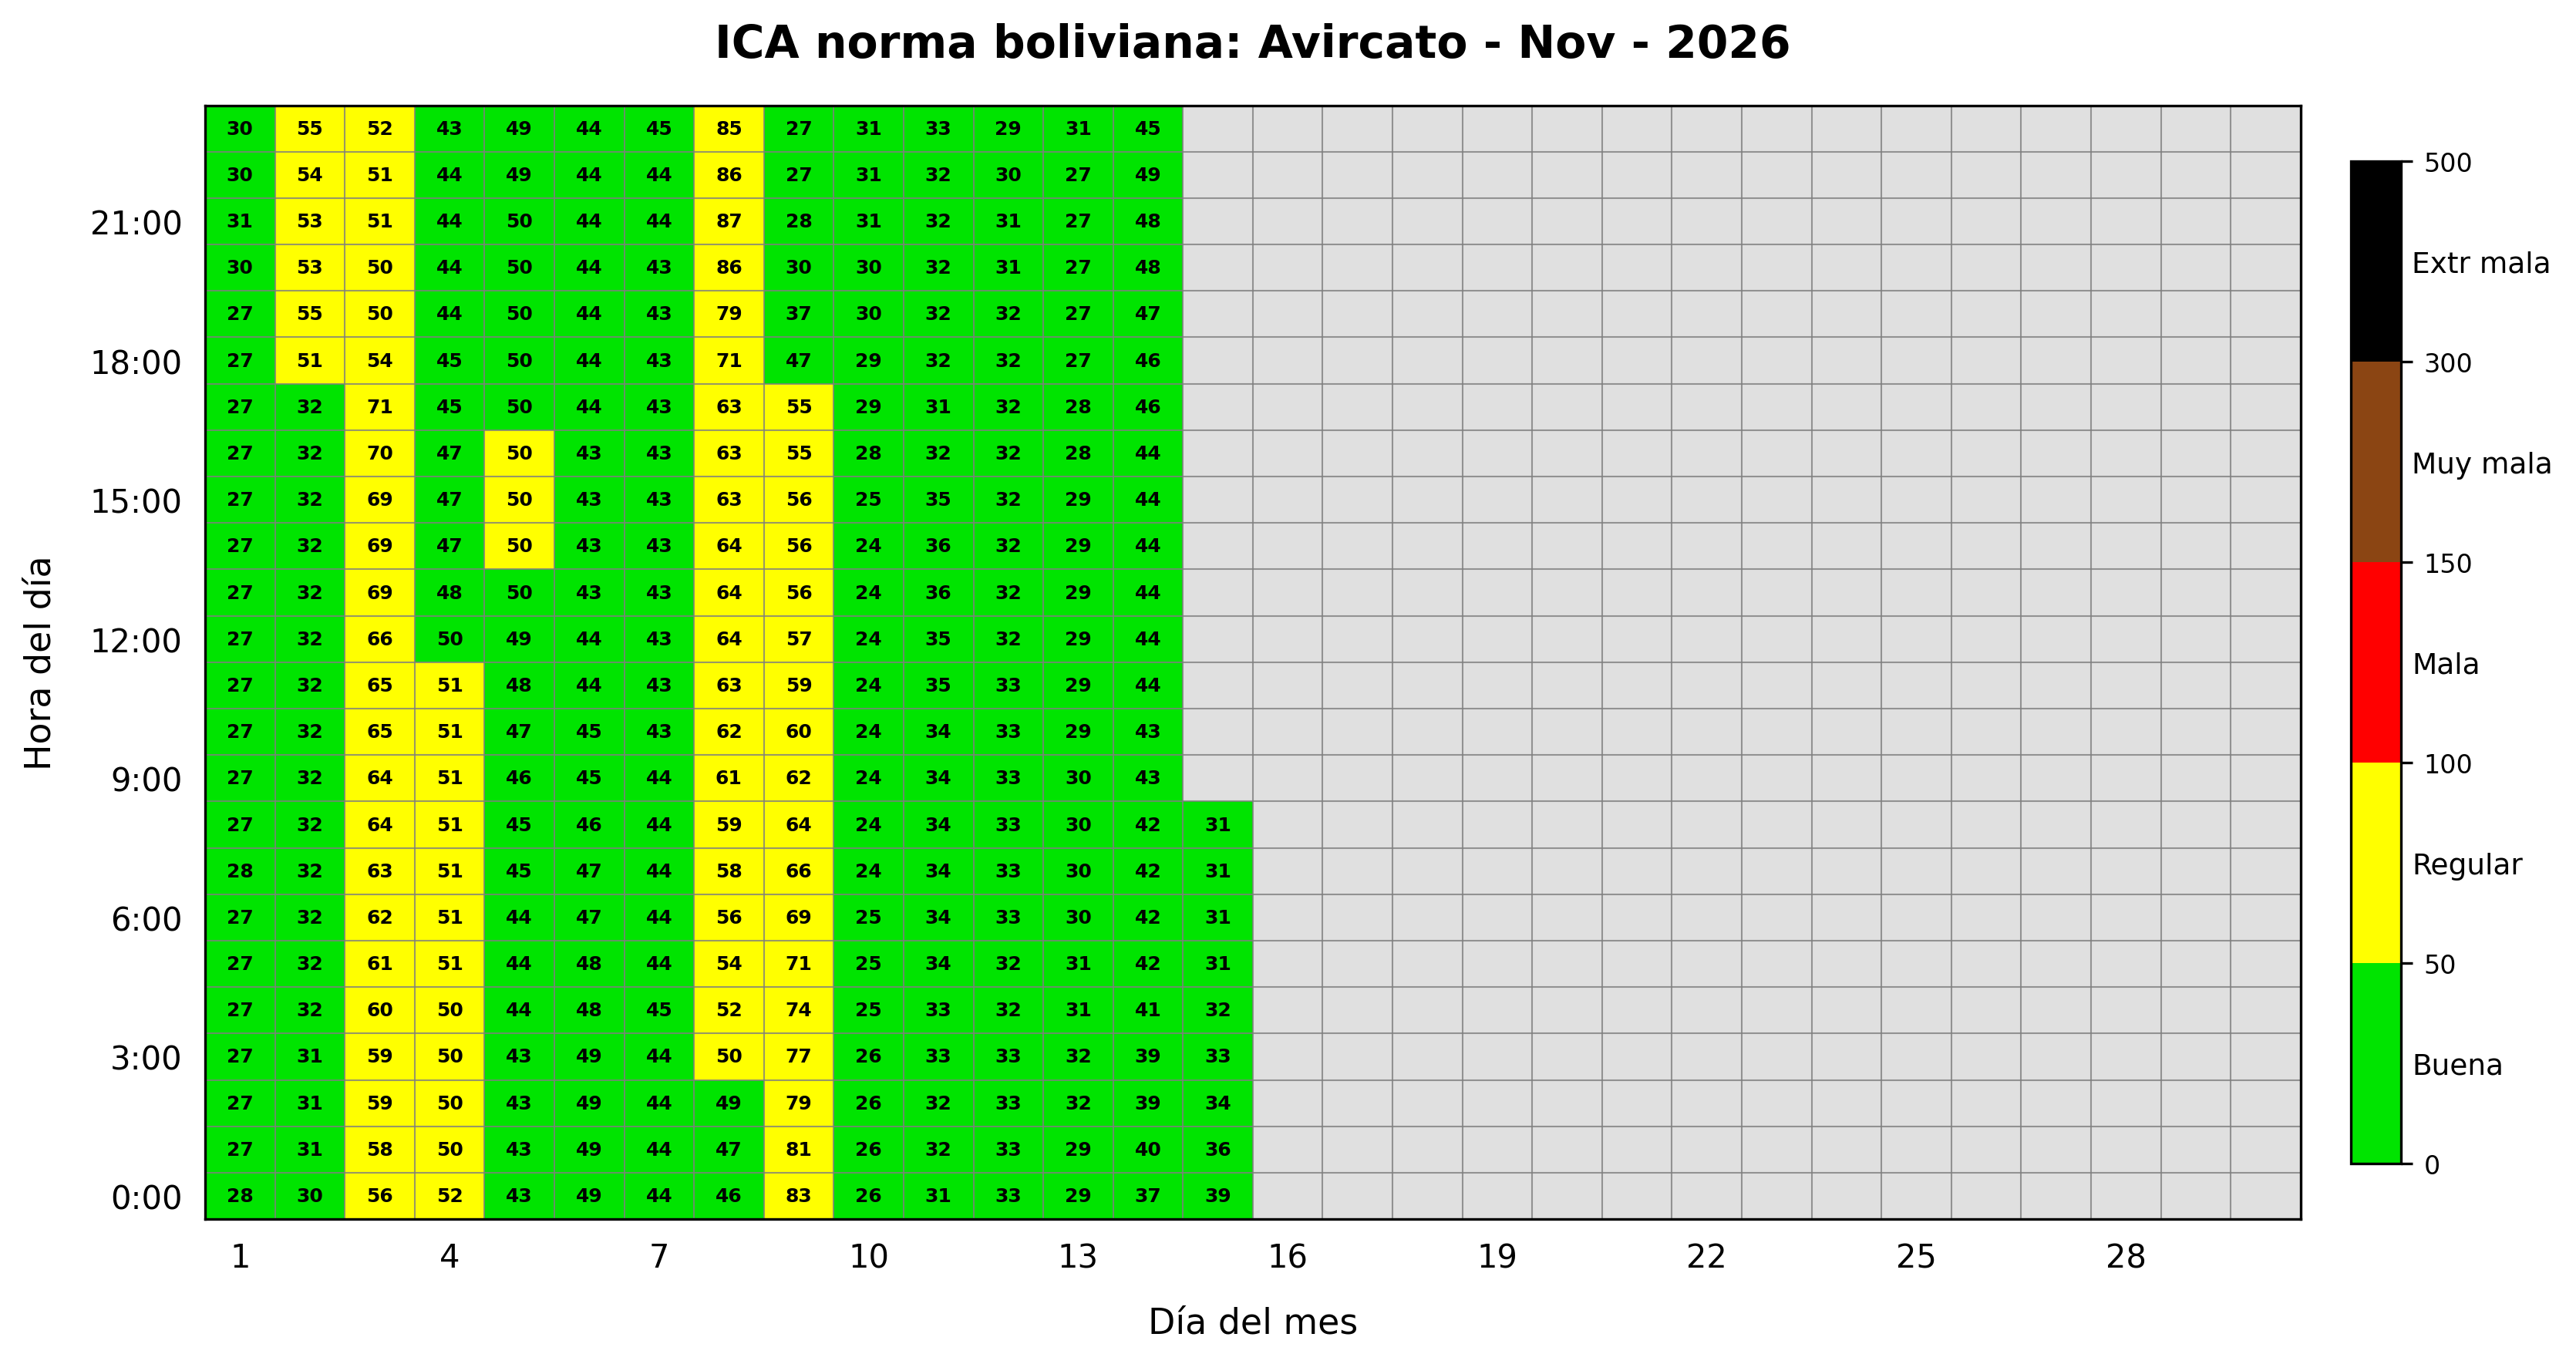 ICA norma boliviana: Avircato - Nov - 2026
30 55 52 43 49 44 45 85 27 31 33 29 31 45
30 54 51 44 49 44 44 86 27 31 32 30 27 49
21:00 31 53 51 44 50 44 44 87 28 31 32 31 27 48
30 53 50 44 50 44 43 86 30 30 32 31 27 48
27 55 50 44 50 44 43 79 37 30 32 32 27 47
18:00 27 51 54 45 50 44 43 71 47 29 32 32 27 46
27 32 71 45 50 44 43 63 55 29 31 32 28 46
27 32 70 47 50 43 43 63 55 28 32 32 28 44
15:00 27 32 69 47 50 43 43 63 56 25 35 32 29 44
27 32 69 47 50 43 43 64 56 24 36 32 29 44
27 32 69 48 50 43 43 64 56 24 36 32 29 44
12:00 27 32 66 50 49 44 43 64 57 24 35 32 29 44
27 32 65 51 48 44 43 63 59 24 35 33 29 44
27 32 65 51 47 45 43 62 60 24 34 33 29 43
9:00 27 32 64 51 46 45 44 61 62 24 34 33 30 43
27 32 64 51 45 46 44 59 64 24 34 33 30 42 31
28 32 63 51 45 47 44 58 66 24 34 33 30 42 31
6:00 27 32 62 51 44 47 44 56 69 25 34 33 30 42 31
27 32 61 51 44 48 44 54 71 25 34 32 31 42 31
27 32 60 50 44 48 45 52 74 25 33 32 31 41 32
3:00 27 31 59 50 43 49 44 50 77 26 33 33 32 39 33
27 31 59 50 43 49 44 49 79 26 32 33 32 39 34
27 31 58 50 43 49 44 47 81 26 32 33 29 40 36
0:00 28 30 56 52 43 49 44 46 83 26 31 33 29 37 39
1 4 7 10 13 16 19 22 25 28
Día del mes
Hora del día
500
Extr mala
300
Muy mala
150
Mala
100
Regular
50
Buena
0